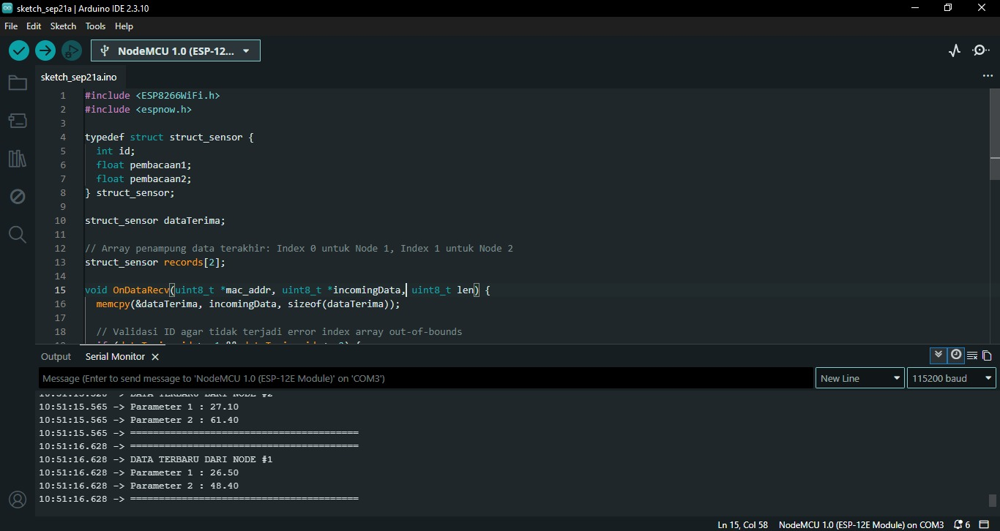 sketch_sep21a | Arduino IDE 2.3.10
File Edit Sketch Tools Help
NodeMCU 1.0 (ESP-12...
sketch_sep21a.ino
1 #include <ESP8266WiFi.h>
2 #include <espnow.h>
3
4 typedef struct struct_sensor {
5 int id;
6 float pembacaan1;
7 float pembacaan2;
8 } struct_sensor;
9
10 struct_sensor dataTerima;
11
12 // Array penampung data terakhir: Index 0 untuk Node 1, Index 1 untuk Node 2
13 struct_sensor records[2];
14
15 void OnDataRecv(uint8_t *mac_addr, uint8_t *incomingData, uint8_t len) {
16 memcpy(&dataTerima, incomingData, sizeof(dataTerima));
17
18 // Validasi ID agar tidak terjadi error index array out-of-bounds
Output Serial Monitor
Message (Enter to send message to 'NodeMCU 1.0 (ESP-12E Module)' on 'COM3') New Line 115200 baud
DATA TERBARU DARI NODE #2
10:51:15.565 -> Parameter 1 : 27.10
10:51:15.565 -> Parameter 2 : 61.40
10:51:15.565 -> ========================================
10:51:16.628 -> ========================================
10:51:16.628 -> DATA TERBARU DARI NODE #1
10:51:16.628 -> Parameter 1 : 26.50
10:51:16.628 -> Parameter 2 : 48.40
10:51:16.628 -> ========================================
Ln 15, Col 58 NodeMCU 1.0 (ESP-12E Module) on COM3 6